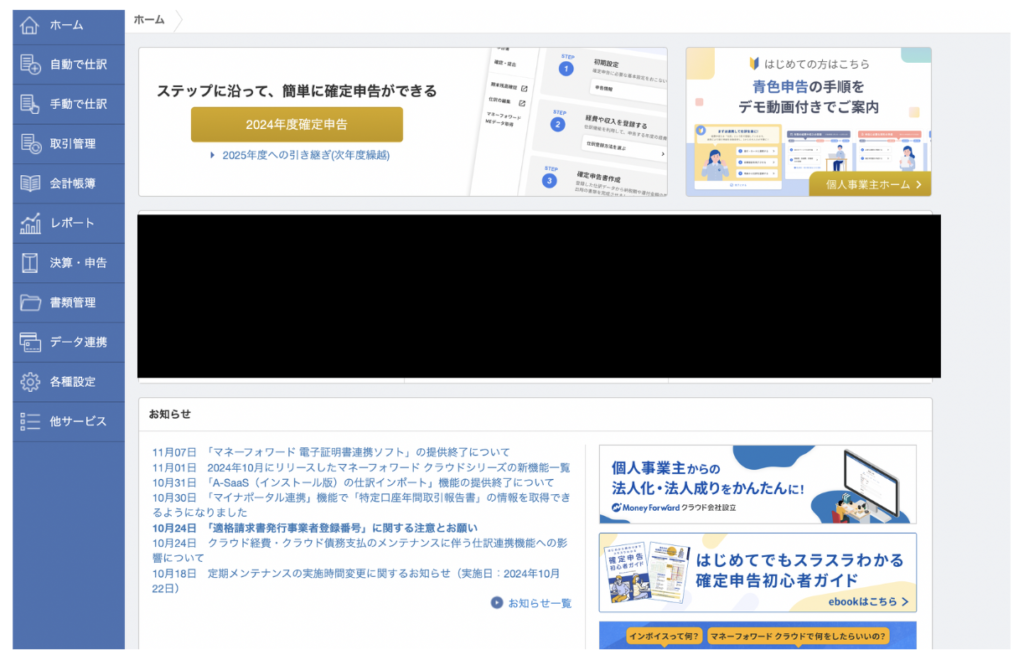 ホーム
自動で仕訳
手動で仕訳
取引管理
会計帳簿
レポート
決算・申告
書類管理
データ連携
各種設定
他サービス
ホーム
ステップに沿って、簡単に確定申告ができる
2024年度確定申告
2025年度への引き継ぎ(次年度繰越)
STEP
1
初期設定
STEP
2
経費や収入を登録する
STEP
3
確定申告書作成
はじめての方はこちら
青色申告の手順を
デモ動画付きでご案内
個人事業主ホーム
お知らせ
11月07日 「マネーフォワード 電子証明書連携ソフト」の提供終了について
11月01日 2024年10月にリリースしたマネーフォワード クラウドシリーズの新機能一覧
10月31日 「A-SaaS（インストール版）の仕訳インポート」機能の提供終了について
10月30日 「マイナポータル連携」機能で「特定口座年間取引報告書」の情報を取得でき
るようになりました
10月24日 「適格請求書発行事業者登録番号」に関する注意とお願い
10月24日 クラウド経費・クラウド債務支払のメンテナンスに伴う仕訳連携機能への影
響について
10月18日 定期メンテナンスの実施時間変更に関するお知らせ（実施日：2024年10月
22日）
お知らせ一覧
個人事業主からの
法人化・法人成りをかんたんに!
Money Forward クラウド会社設立
確定申告
初心者ガイド
はじめてでもスラスラわかる
確定申告初心者ガイド
ebookはこちら
インボイスって何？
マネーフォワード クラウドで何をしたらいいの？